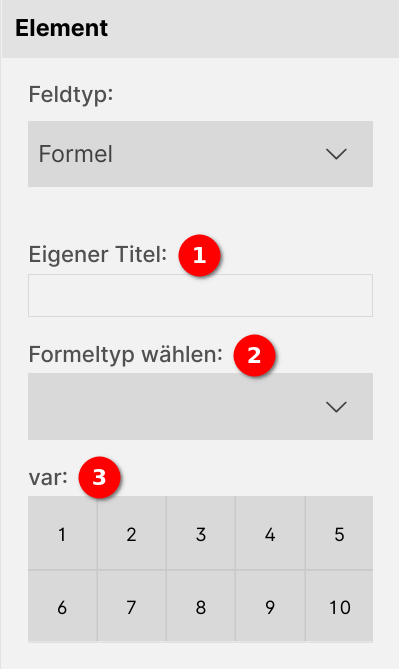 Element
Feldtyp:
Formel
Eigener Titel: 1
Formeltyp wählen: 2
var: 3
1 2 3 4 5
6 7 8 9 10